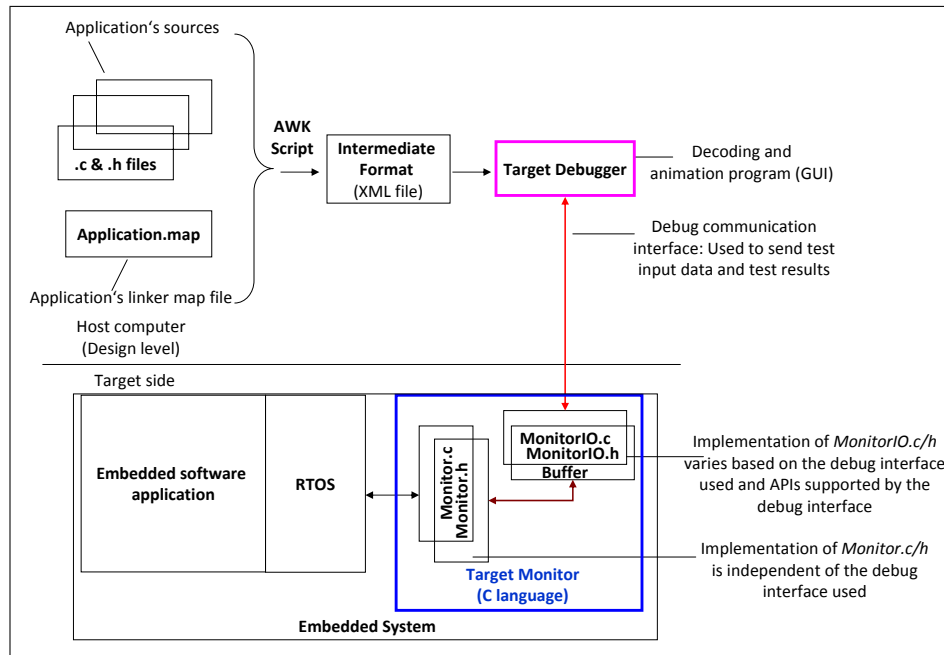 Application‘s sources
.c & .h files
Application.map
Application‘s linker map file
Host computer
(Design level)
AWK
Script
Intermediate
Format
(XML file)
Target Debugger
Decoding and
animation program (GUI)
Debug communication
interface: Used to send test
input data and test results
Target side
Embedded software
application
RTOS
Monitor.c
Monitor.h
MonitorIO.c
MonitorIO.h
Buffer
Target Monitor
(C language)
Embedded System
Implementation of MonitorIO.c/h
varies based on the debug interface
used and APIs supported by the
debug interface
Implementation of Monitor.c/h
is independent of the debug
interface used